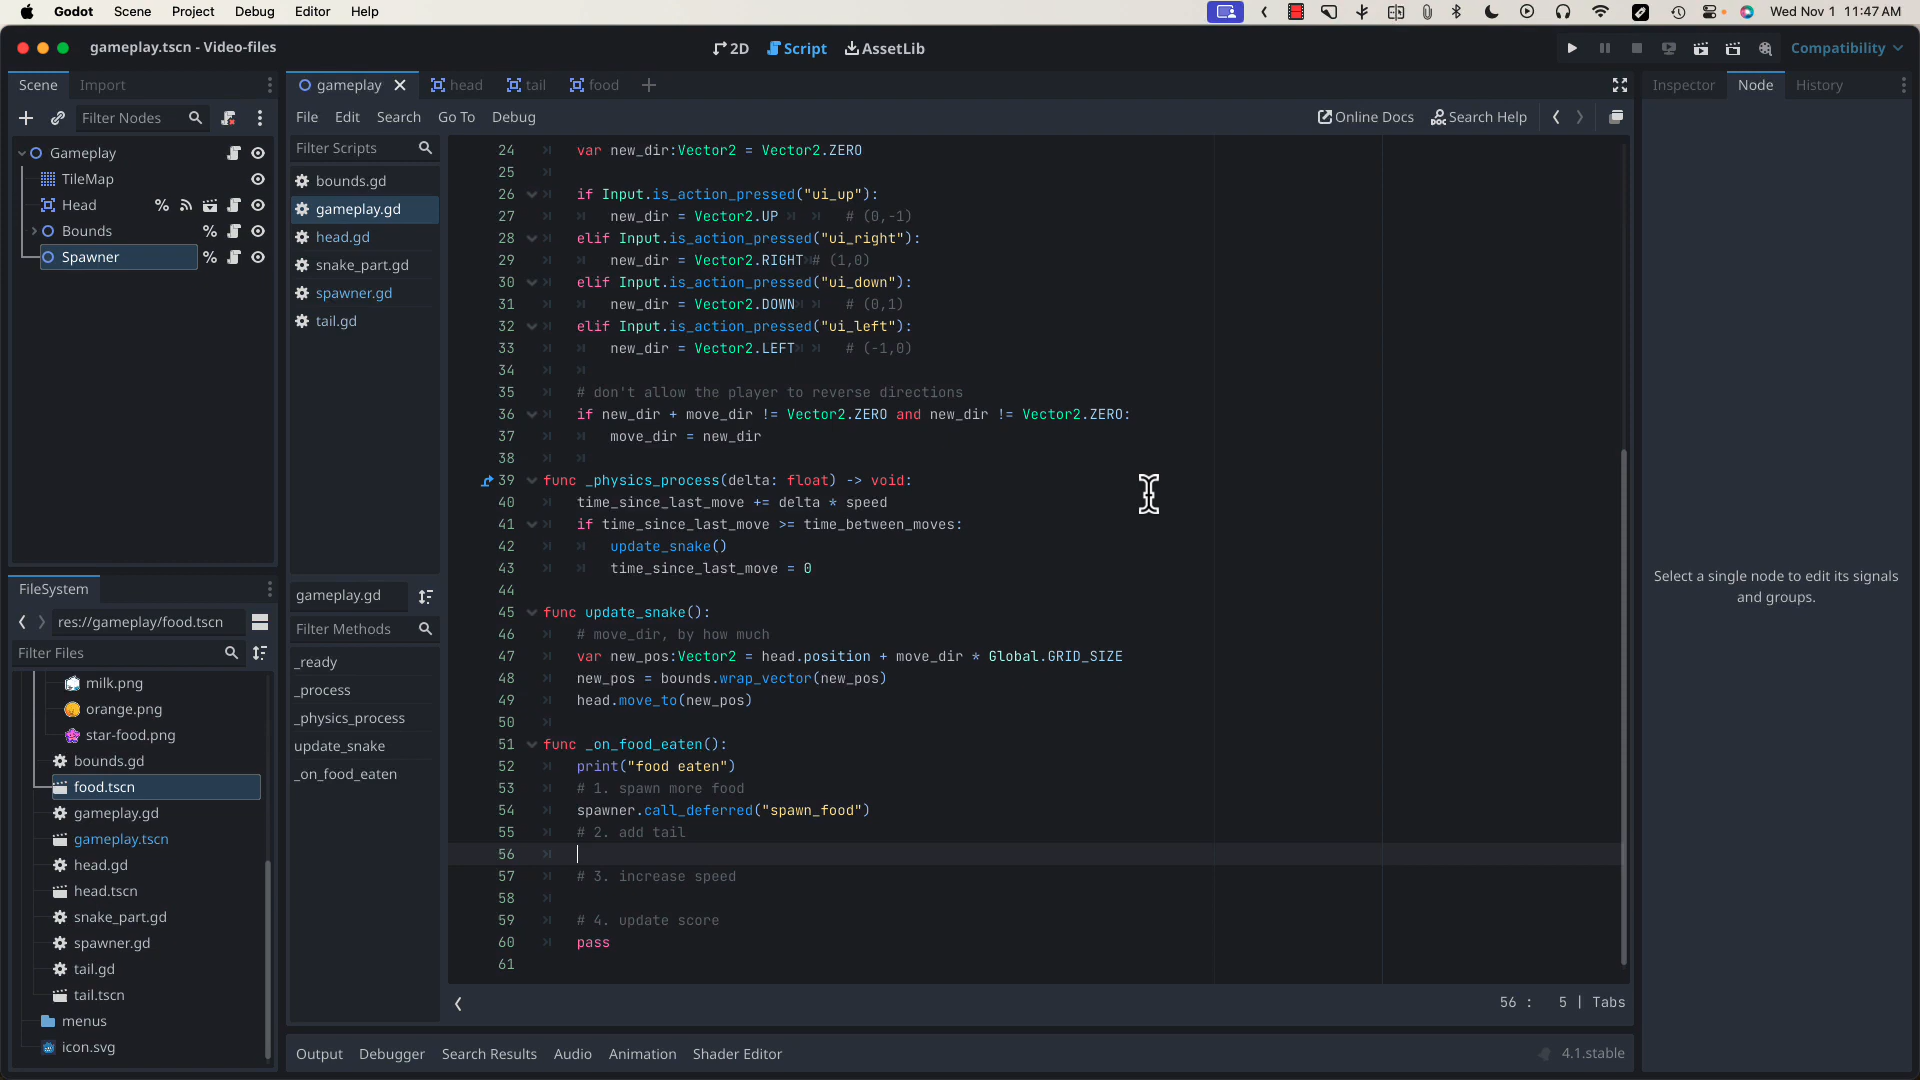 Godot Scene Project Debug Editor Help
Wed Nov 1 11:47 AM
gameplay.tscn - Video-files
2D Script AssetLib
Compatibility
Scene Import
gameplay head tail food
Inspector Node History
Filter Nodes
File Edit Search Go To Debug
Online Docs Search Help
Gameplay
TileMap
Head
Bounds
Spawner
Filter Scripts
bounds.gd
gameplay.gd
head.gd
snake_part.gd
spawner.gd
tail.gd
gameplay.gd
Filter Methods
_ready
_process
_physics_process
update_snake
_on_food_eaten
24 var new_dir:Vector2 = Vector2.ZERO
25
26 if Input.is_action_pressed("ui_up"):
27 new_dir = Vector2.UP # (0,-1)
28 elif Input.is_action_pressed("ui_right"):
29 new_dir = Vector2.RIGHT # (1,0)
30 elif Input.is_action_pressed("ui_down"):
31 new_dir = Vector2.DOWN # (0,1)
32 elif Input.is_action_pressed("ui_left"):
33 new_dir = Vector2.LEFT # (-1,0)
34
35 # don't allow the player to reverse directions
36 if new_dir + move_dir != Vector2.ZERO and new_dir != Vector2.ZERO:
37 move_dir = new_dir
38
39 func _physics_process(delta: float) -> void:
40 time_since_last_move += delta * speed
41 if time_since_last_move >= time_between_moves:
42 update_snake()
43 time_since_last_move = 0
44
45 func update_snake():
46 # move_dir, by how much
47 var new_pos:Vector2 = head.position + move_dir * Global.GRID_SIZE
48 new_pos = bounds.wrap_vector(new_pos)
49 head.move_to(new_pos)
50
51 func _on_food_eaten():
52 print("food eaten")
53 # 1. spawn more food
54 spawner.call_deferred("spawn_food")
55 # 2. add tail
56
57 # 3. increase speed
58
59 # 4. update score
60 pass
61
56 : 5 | Tabs
Select a single node to edit its signals
and groups.
FileSystem
res://gameplay/food.tscn
Filter Files
milk.png
orange.png
star-food.png
bounds.gd
food.tscn
gameplay.gd
gameplay.tscn
head.gd
head.tscn
snake_part.gd
spawner.gd
tail.gd
tail.tscn
menus
icon.svg
Output Debugger Search Results Audio Animation Shader Editor
4.1.stable